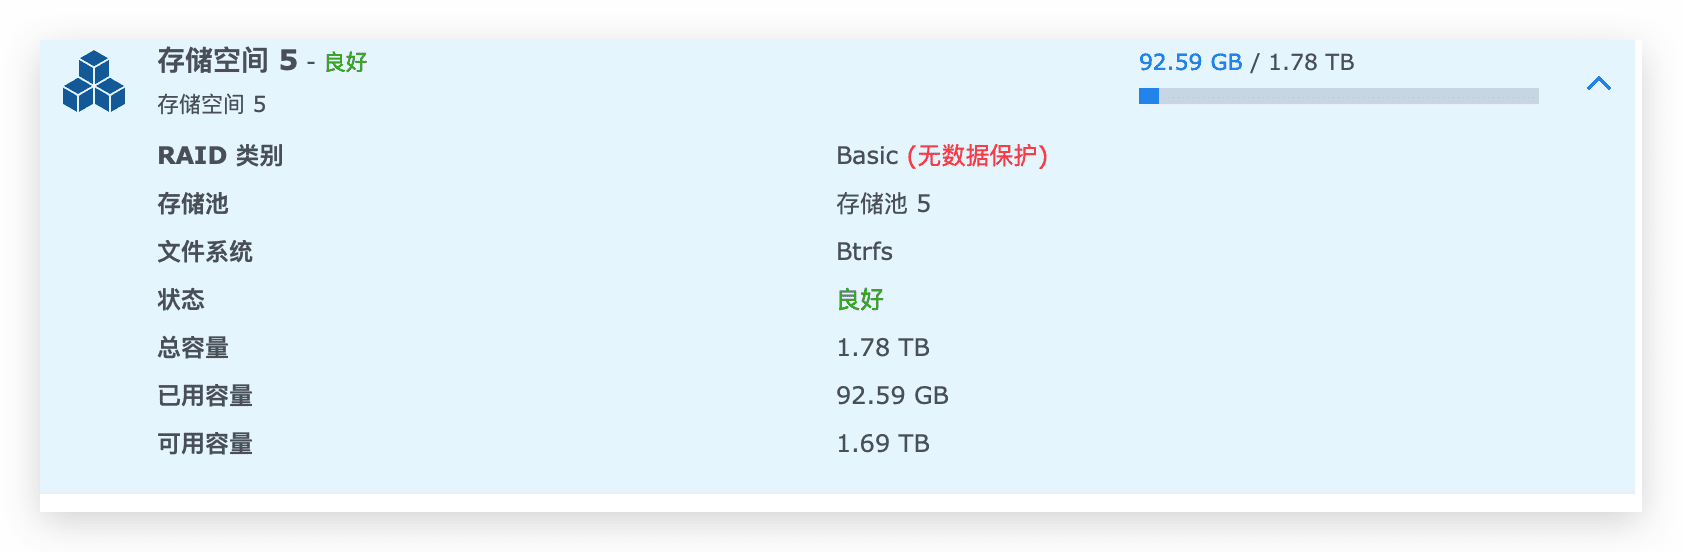 存储空间 5 - 良好
92.59 GB / 1.78 TB
存储空间 5
RAID 类别 Basic (无数据保护)
存储池 存储池 5
文件系统 Btrfs
状态 良好
总容量 1.78 TB
已用容量 92.59 GB
可用容量 1.69 TB